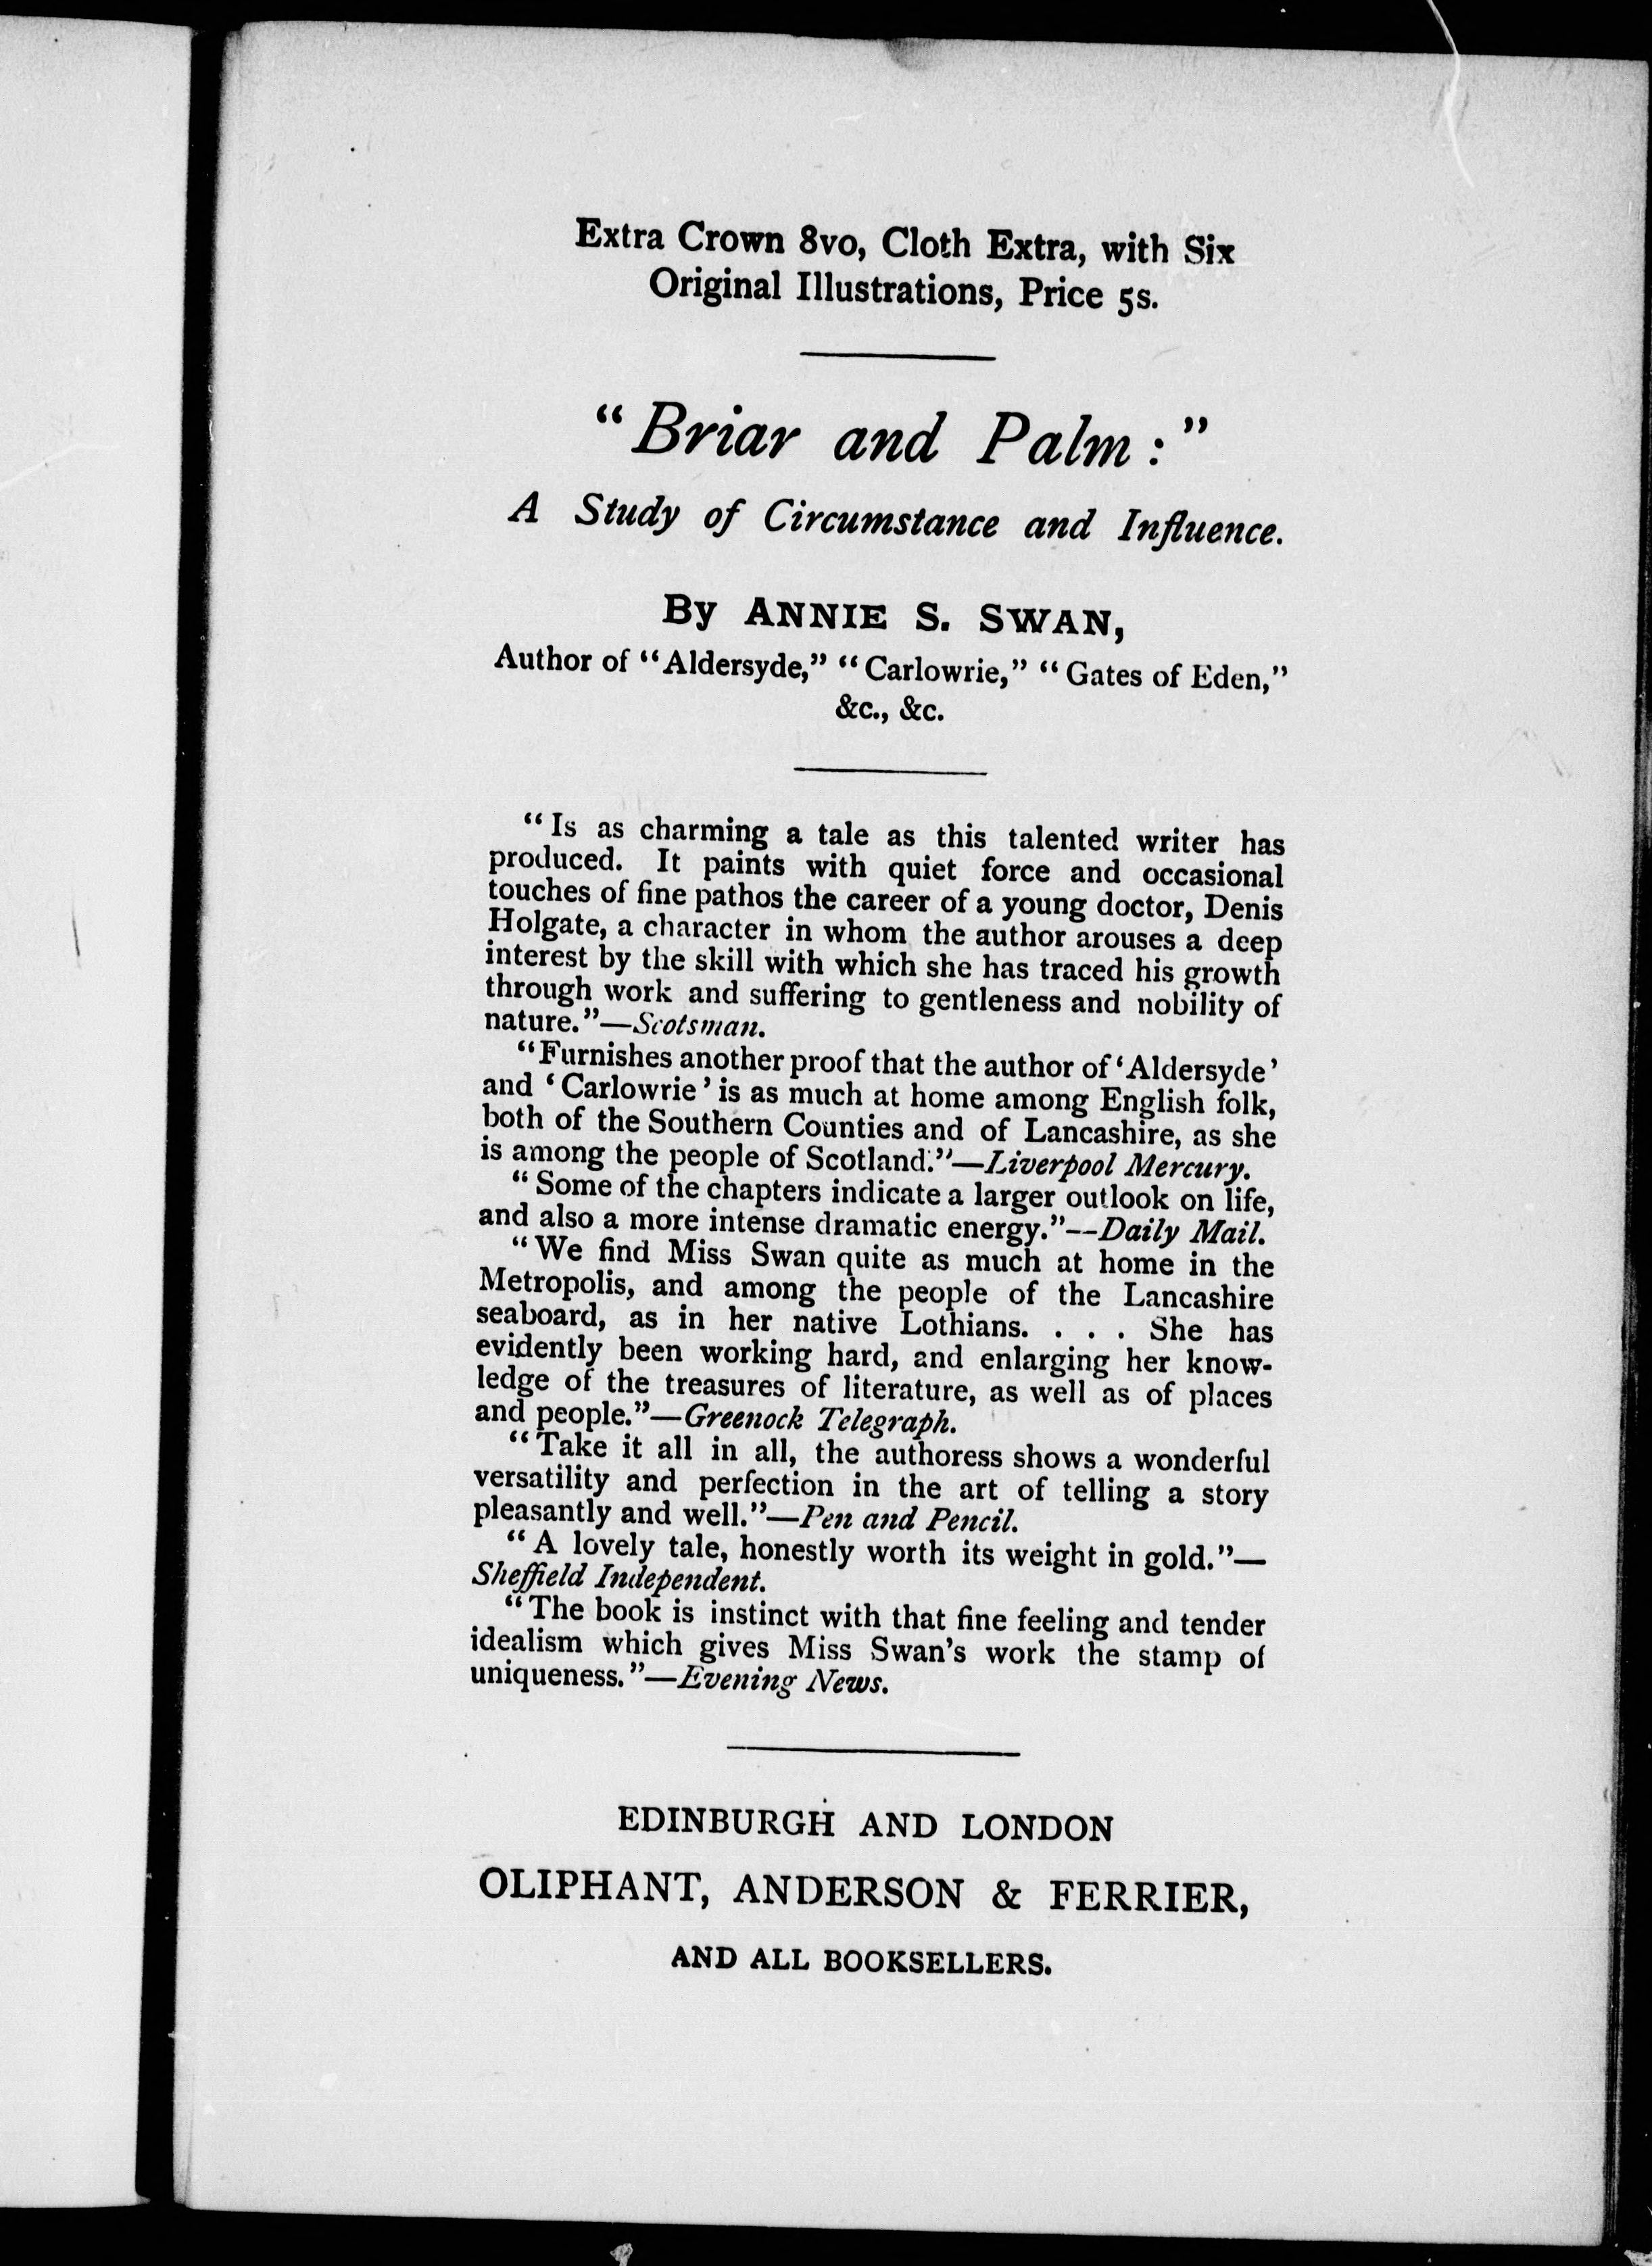 Extra Crown 8vo, Cloth Extra, with Six
Original Illustrations, Price 5s.
"Briar and Palm:"
A Study of Circumstance and Influence.
By ANNIE S. SWAN,
Author of "Aldersyde," "Carlowrie," "Gates of Eden,"
&c., &c.
"Is as charming a tale as this talented writer has
produced. It paints with quiet force and occasional
touches of fine pathos the career of a young doctor, Denis
Holgate, a character in whom the author arouses a deep
interest by the skill with which she has traced his growth
through work and suffering to gentleness and nobility of
nature."—Scotsman.
"Furnishes another proof that the author of 'Aldersyde'
and 'Carlowrie' is as much at home among English folk,
both of the Southern Counties and of Lancashire, as she
is among the people of Scotland."—Liverpool Mercury.
"Some of the chapters indicate a larger outlook on life,
and also a more intense dramatic energy."—Daily Mail.
"We find Miss Swan quite as much at home in the
Metropolis, and among the people of the Lancashire
seaboard, as in her native Lothians. . . . She has
evidently been working hard, and enlarging her know-
ledge of the treasures of literature, as well as of places
and people."—Greenock Telegraph.
"Take it all in all, the authoress shows a wonderful
versatility and perfection in the art of telling a story
pleasantly and well."—Pen and Pencil.
"A lovely tale, honestly worth its weight in gold."—
Sheffield Independent.
"The book is instinct with that fine feeling and tender
idealism which gives Miss Swan's work the stamp of
uniqueness."—Evening News.
EDINBURGH AND LONDON
OLIPHANT, ANDERSON & FERRIER,
AND ALL BOOKSELLERS.